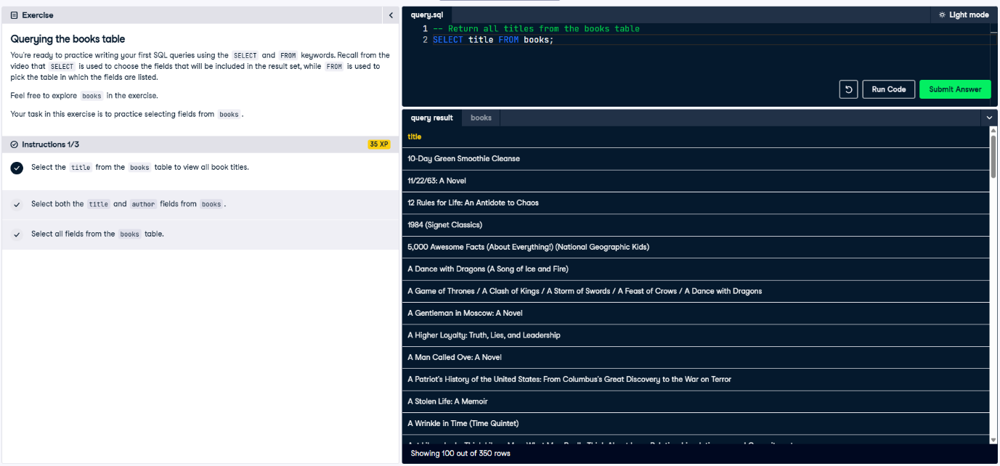 Exercise
Querying the books table
You're ready to practice writing your first SQL queries using the SELECT and FROM keywords. Recall from the
video that SELECT is used to choose the fields that will be included in the result set, while FROM is used to
pick the table in which the fields are listed.
Feel free to explore books in the exercise.
Your task in this exercise is to practice selecting fields from books .
Instructions 1/3
35 XP
Select the title from the books table to view all book titles.
Select both the title and author fields from books .
Select all fields from the books table.
query.sql
Light mode
1 -- Return all titles from the books table
2 SELECT title FROM books;
Run Code
Submit Answer
query result
books
title
10-Day Green Smoothie Cleanse
11/22/63: A Novel
12 Rules for Life: An Antidote to Chaos
1984 (Signet Classics)
5,000 Awesome Facts (About Everything!) (National Geographic Kids)
A Dance with Dragons (A Song of Ice and Fire)
A Game of Thrones / A Clash of Kings / A Storm of Swords / A Feast of Crows / A Dance with Dragons
A Gentleman in Moscow: A Novel
A Higher Loyalty: Truth, Lies, and Leadership
A Man Called Ove: A Novel
A Patriot's History of the United States: From Columbus's Great Discovery to the War on Terror
A Stolen Life: A Memoir
A Wrinkle in Time (Time Quintet)
Showing 100 out of 350 rows